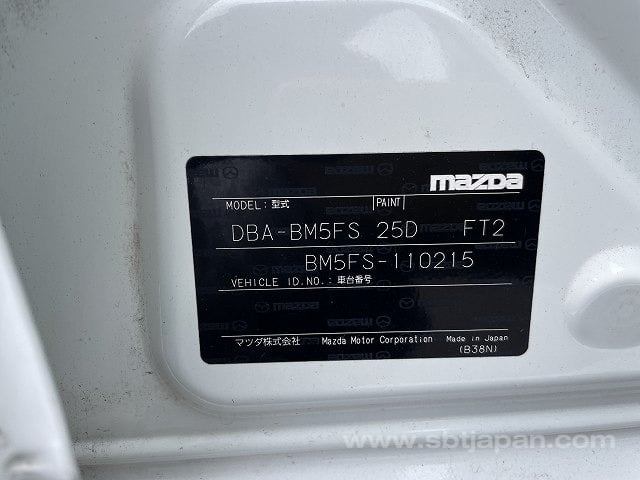 mazda
MODEL: 型式 PAINT
DBA-BM5FS 25D FT2
BM5FS-110215
VEHICLE ID.NO.: 車台番号
マツダ株式会社 Mazda Motor Corporation Made in Japan
(B38N)
www.sbtjapan.com